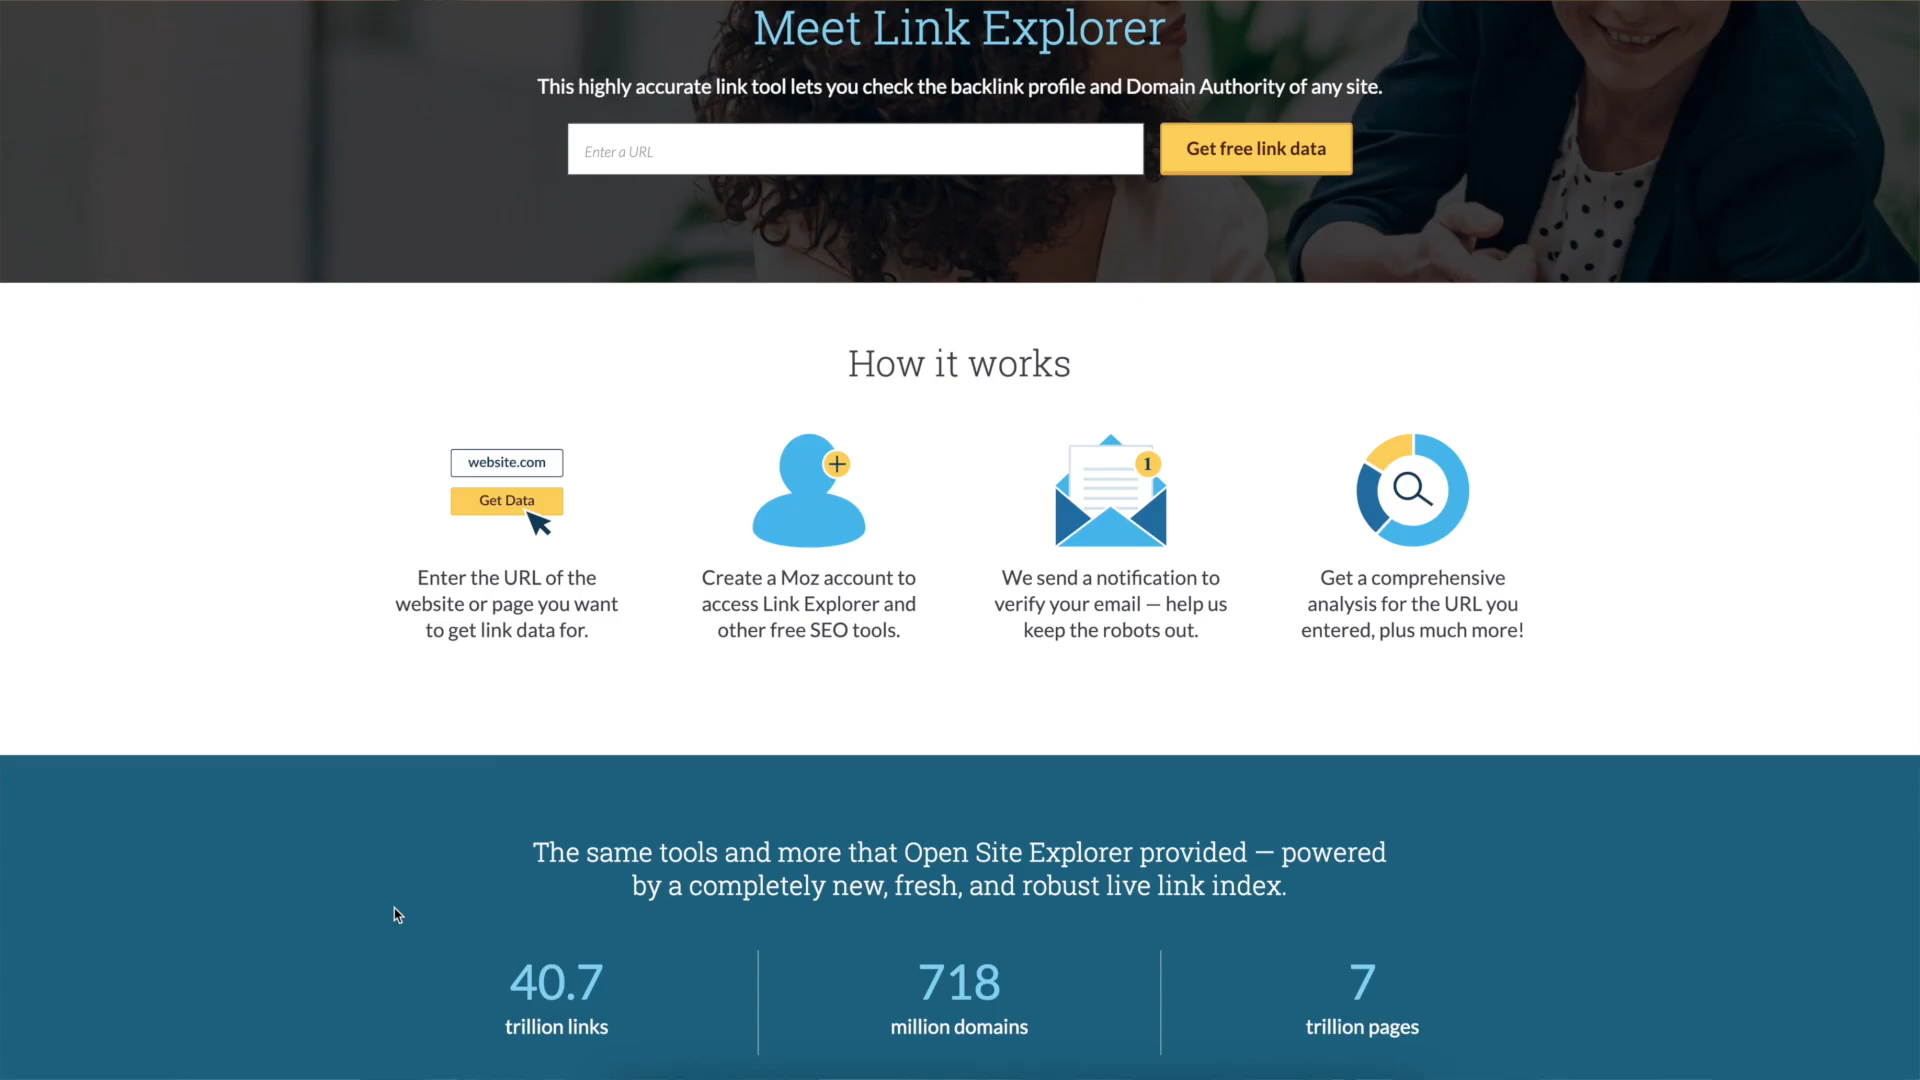 Meet Link Explorer
This highly accurate link tool lets you check the backlink profile and Domain Authority of any site.
Enter a URL
Get free link data
How it works
website.com
Get Data
Enter the URL of the
website or page you want
to get link data for.
Create a Moz account to
access Link Explorer and
other free SEO tools.
1
We send a notification to
verify your email — help us
keep the robots out.
Get a comprehensive
analysis for the URL you
entered, plus much more!
The same tools and more that Open Site Explorer provided — powered
by a completely new, fresh, and robust live link index.
40.7
trillion links
718
million domains
7
trillion pages